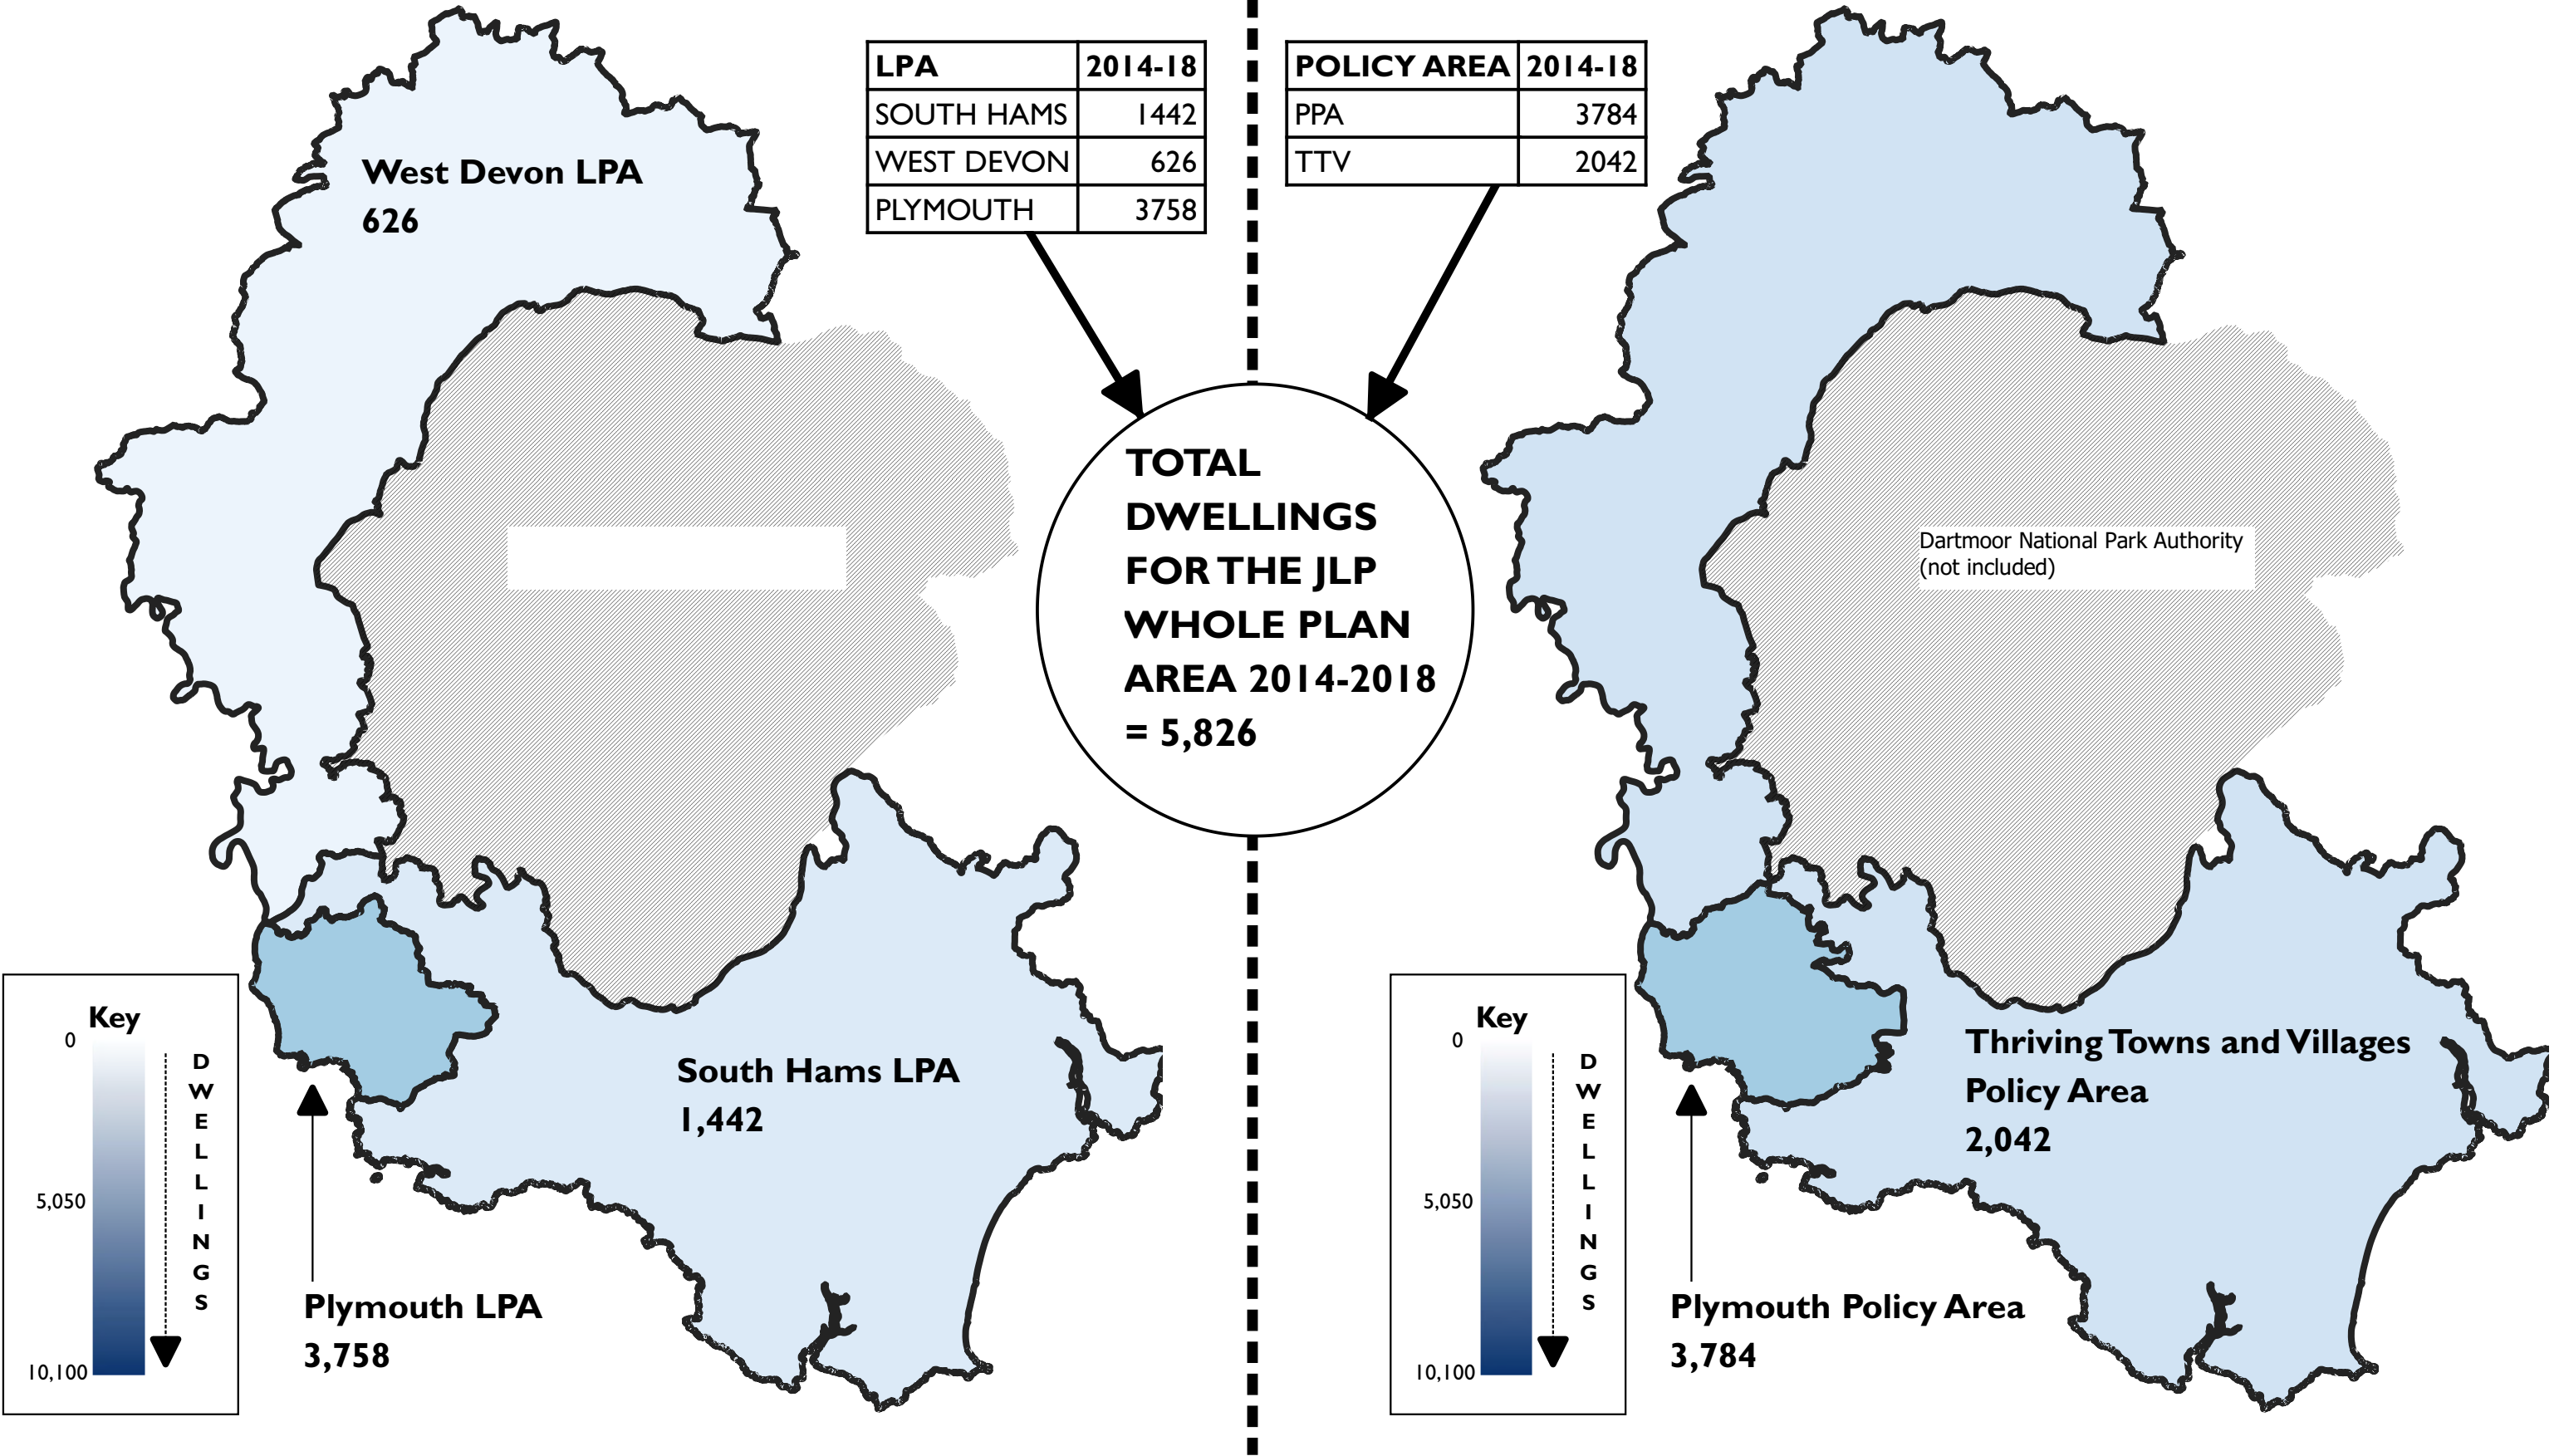 LPA 2014-18
SOUTH HAMS 1442
WEST DEVON 626
PLYMOUTH 3758
POLICY AREA 2014-18
PPA 3784
TTV 2042
West Devon LPA
626
TOTAL
DWELLINGS
FOR THE JLP
WHOLE PLAN
AREA 2014-2018
= 5,826
Dartmoor National Park Authority
(not included)
South Hams LPA
1,442
Plymouth LPA
3,758
Key
0
5,050
10,100
D
W
E
L
L
I
N
G
S
Thriving Towns and Villages
Policy Area
2,042
Plymouth Policy Area
3,784
Key
0
5,050
10,100
D
W
E
L
L
I
N
G
S